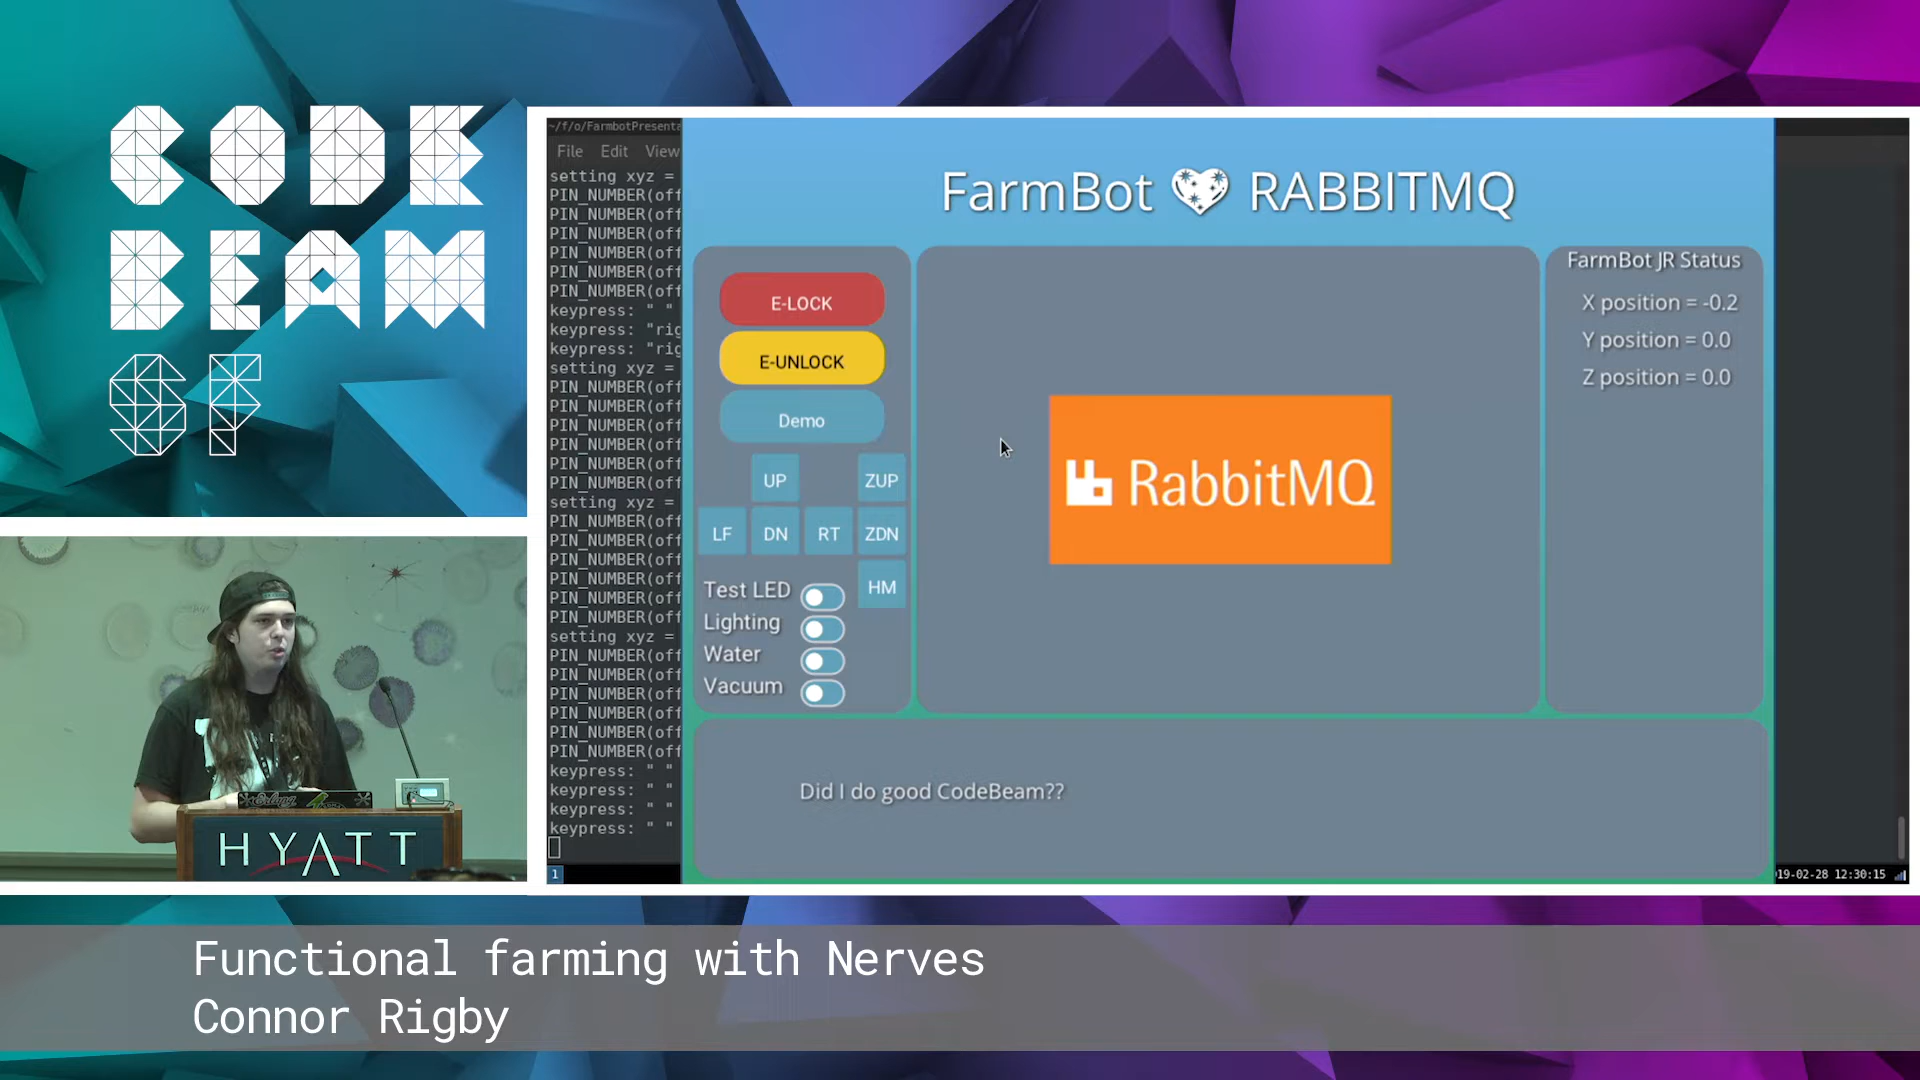 CODE
BEAM
SF
~/f/o/FarmbotPresenta
File Edit View
setting xyz =
PIN_NUMBER(off
PIN_NUMBER(off
PIN_NUMBER(off
PIN_NUMBER(off
PIN_NUMBER(off
PIN_NUMBER(off
keypress: " "
keypress: "rig
keypress: "rig
setting xyz =
PIN_NUMBER(off
PIN_NUMBER(off
PIN_NUMBER(off
PIN_NUMBER(off
PIN_NUMBER(off
PIN_NUMBER(off
setting xyz =
PIN_NUMBER(off
PIN_NUMBER(off
PIN_NUMBER(off
PIN_NUMBER(off
PIN_NUMBER(off
PIN_NUMBER(off
setting xyz =
PIN_NUMBER(off
PIN_NUMBER(off
PIN_NUMBER(off
PIN_NUMBER(off
PIN_NUMBER(off
PIN_NUMBER(off
keypress: " "
keypress: " "
keypress: " "
keypress: " "
1
FarmBot RABBITMQ
E-LOCK
E-UNLOCK
Demo
UP ZUP
LF DN RT ZDN
HM
Test LED
Lighting
Water
Vacuum
RabbitMQ
FarmBot JR Status
X position = -0.2
Y position = 0.0
Z position = 0.0
Did I do good CodeBeam??
19-02-28 12:30:15
Erlang
HYATT
Functional farming with Nerves
Connor Rigby